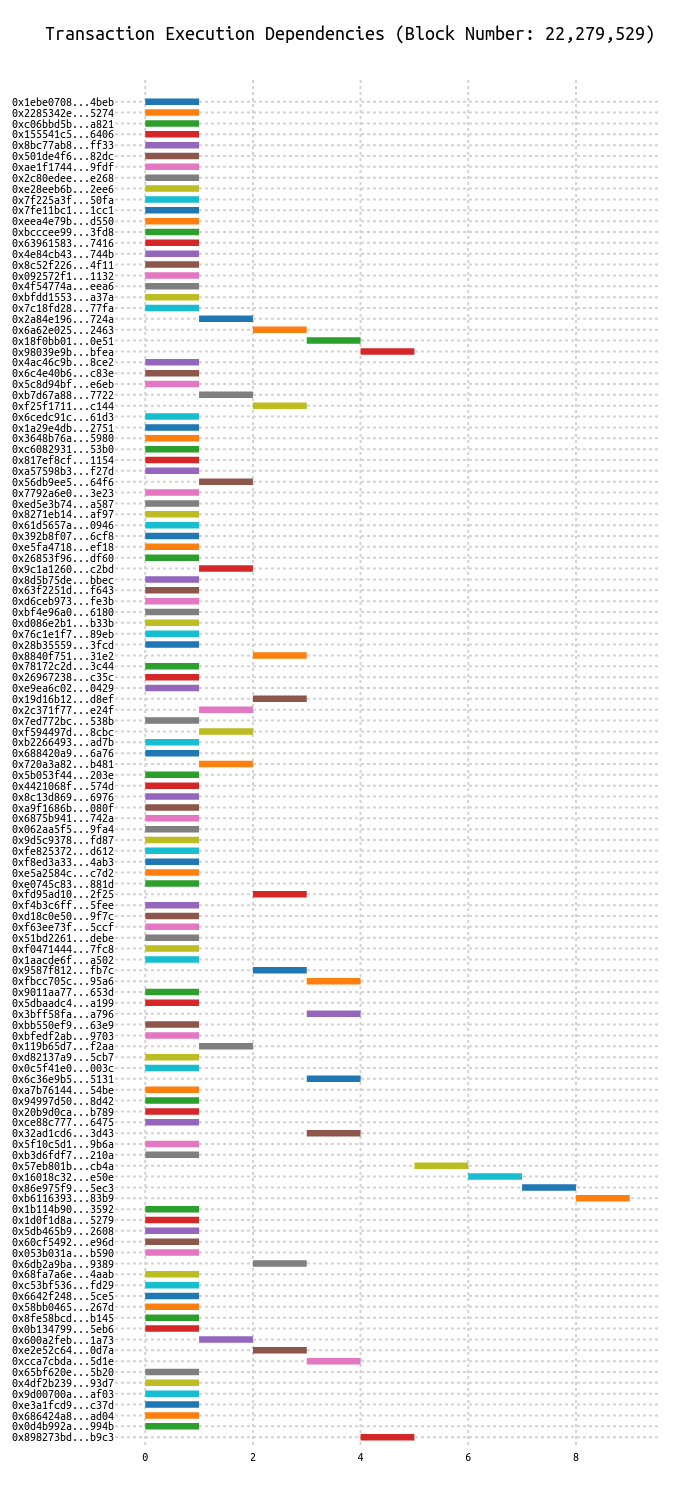 Transaction Execution Dependencies (Block Number: 22,279,529)
0x1ebe0708...4beb
0x2285342e...5274
0xc06bbd5b...a821
0x155541c5...6406
0x8bc77ab8...ff33
0x501de4f6...82dc
0xae1f1744...9fdf
0x2c80edee...e268
0xe28eeb6b...2ee6
0x7f225a3f...50fa
0x7fe11bc1...1cc1
0xeea4e79b...d550
0xbcccee99...3fd8
0x63961583...7416
0x4e84cb43...744b
0x8c52f226...4f11
0x092572f1...1132
0x4f54774a...eea6
0xbfdd1553...a37a
0x7c18fd28...77fa
0x2a84e196...724a
0x6a62e025...2463
0x18f0bb01...0e51
0x98039e9b...bfea
0x4ac46c9b...8ce2
0x6c4e40b6...c83e
0x5c8d94bf...e6eb
0xb7d67a88...7722
0xf25f1711...c144
0x6cedc91c...61d3
0x1a29e4db...2751
0x3648b76a...5980
0xc6082931...53b0
0x817ef8cf...1154
0xa57598b3...f27d
0x56db9ee5...64f6
0x7792a6e0...3e23
0xed5e3b74...a587
0x8271eb14...af97
0x61d5657a...0946
0x392b8f07...6cf8
0xe5fa4718...ef18
0x26853f96...df60
0x9c1a1260...c2bd
0x8d5b75de...bbec
0x63f2251d...f643
0xd6ceb973...fe3b
0xbf4e96a0...6180
0xd086e2b1...b33b
0x76c1e1f7...89eb
0x28b35559...3fcd
0x8840f751...31e2
0x78172c2d...3c44
0x26967238...c35c
0xe9ea6c02...0429
0x19d16b12...d8ef
0x2c371f77...e24f
0x7ed772bc...538b
0xf594497d...8cbc
0xb2266493...ad7b
0x688420a9...6a76
0x720a3a82...b481
0x5b053f44...203e
0x4421068f...574d
0x8c13d869...6976
0xa9f1686b...080f
0x6875b941...742a
0x062aa5f5...9fa4
0x9d5c9378...fd87
0xfe825372...d612
0xf8ed3a33...4ab3
0xe5a2584c...c7d2
0xe0745c83...881d
0xfd95ad10...2f25
0xf4b3c6ff...5fee
0xd18c0e50...9f7c
0xf63ee73f...5ccf
0x51bd2261...debe
0xf0471444...7fc8
0x1aacde6f...a502
0x9587f812...fb7c
0xfbcc705c...95a6
0x9011aa77...653d
0x5dbaadc4...a199
0x3bff58fa...a796
0xbb550ef9...63e9
0xbfedf2ab...9703
0x119b65d7...f2aa
0xd82137a9...5cb7
0x0c5f41e0...003c
0x6c36e9b5...5131
0xa7b76144...54be
0x94997d50...8d42
0x20b9d0ca...b789
0xce88c777...6475
0x32ad1cd6...3d43
0x5f10c5d1...9b6a
0xb3d6fdf7...210a
0x57eb801b...cb4a
0x16018c32...e50e
0x86e975f9...5ec3
0xb6116393...83b9
0x1b114b90...3592
0x1d0f1d8a...5279
0x5db465b9...2608
0x60cf5492...e96d
0x053b031a...b590
0x6db2a9ba...9389
0x68fa7a6e...4aab
0xc53bf536...fd29
0x6642f248...5ce5
0x58bb0465...267d
0x8fe58bcd...b145
0x0b134799...5eb6
0x600a2feb...1a73
0xe2e52c64...0d7a
0xcca7cbda...5d1e
0x65bf620e...5b20
0x4df2b239...93d7
0x9d00700a...af03
0xe3a1fcd9...c37d
0x686424a8...ad04
0x0d4b992a...994b
0x898273bd...b9c3
0 2 4 6 8